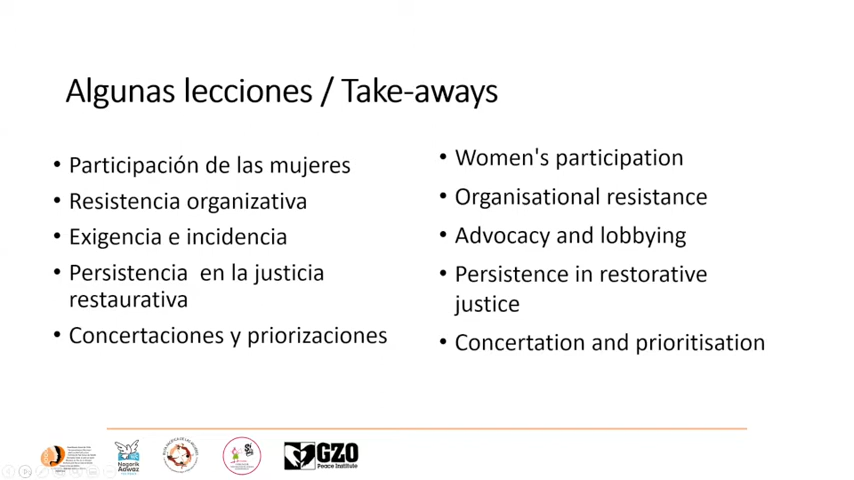 Algunas lecciones / Take-aways
• Participación de las mujeres
• Resistencia organizativa
• Exigencia e incidencia
• Persistencia en la justicia
restaurativa
• Concertaciones y priorizaciones
• Women's participation
• Organisational resistance
• Advocacy and lobbying
• Persistence in restorative
justice
• Concertation and prioritisation
Nagarik
Aawaz
GZO
Peace Institute